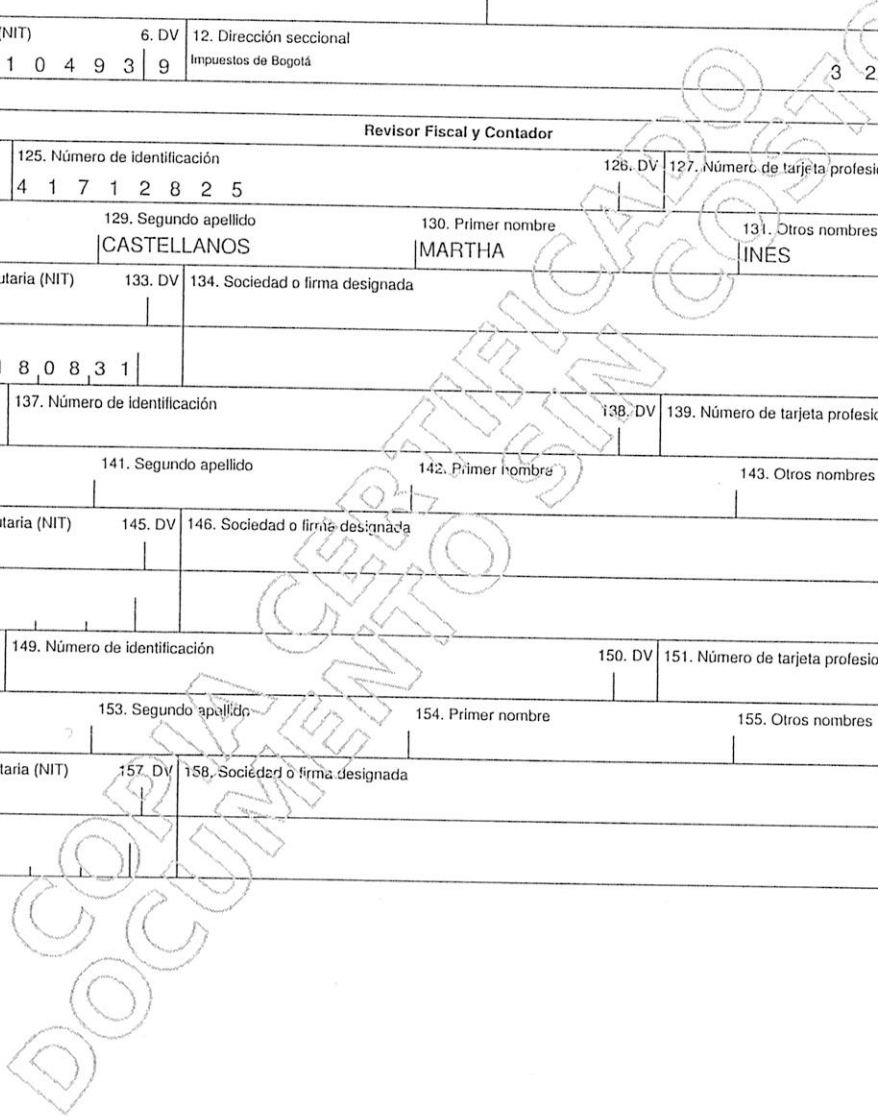 (NIT) 6. DV 12. Dirección seccional
1 0 4 9 3 9 Impuestos de Bogotá 3 2
Revisor Fiscal y Contador
125. Número de identificación 126. DV 127. Número de tarjeta profesio
4 1 7 1 2 8 2 5
129. Segundo apellido 130. Primer nombre 131. Otros nombres
CASTELLANOS MARTHA INES
utaria (NIT) 133. DV 134. Sociedad o firma designada
8 0 8 3 1
137. Número de identificación 138. DV 139. Número de tarjeta profesio
141. Segundo apellido 142. Primer nombre 143. Otros nombres
utaria (NIT) 145. DV 146. Sociedad o firma designada
149. Número de identificación 150. DV 151. Número de tarjeta profesio
153. Segundo apellido 154. Primer nombre 155. Otros nombres
taria (NIT) 157. DV 158. Sociedad o firma designada
COPIA CERTIFICADO
DOCUMENTO SIN COSTO